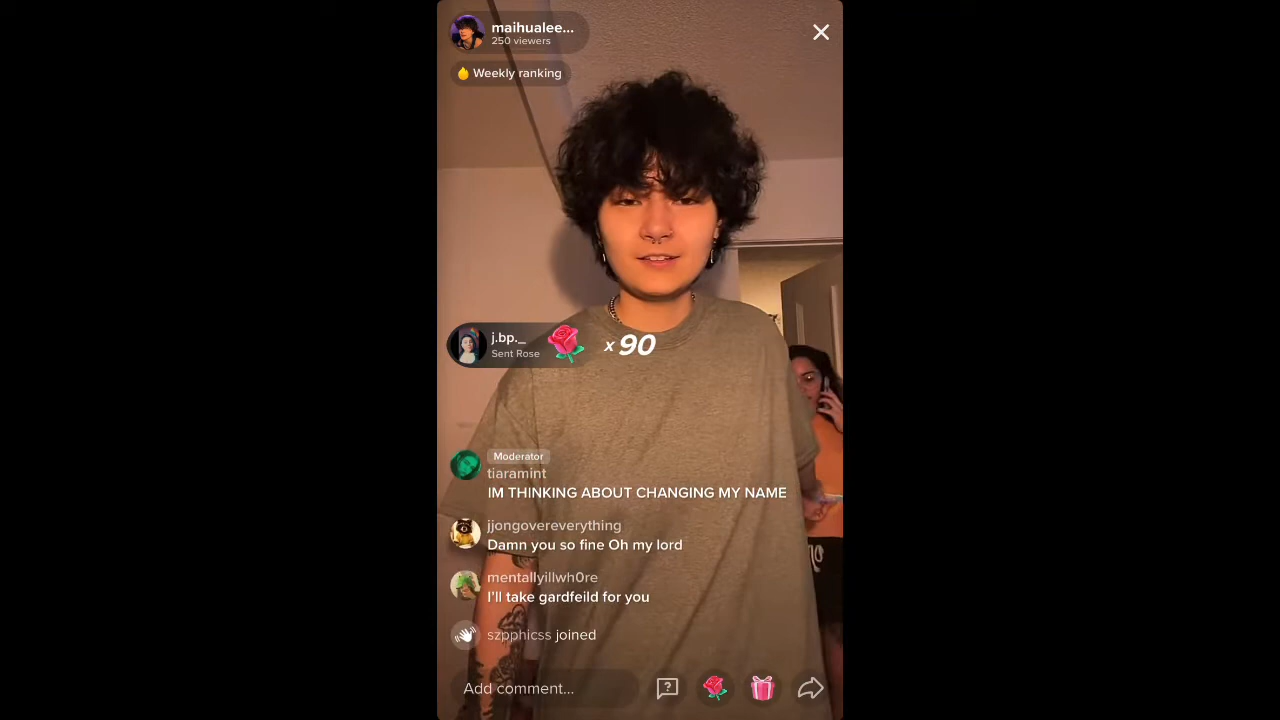 maihualee...
250 viewers
Weekly ranking
j.bp._
Sent Rose
x 90
Moderator
tiaramint
IM THINKING ABOUT CHANGING MY NAME
jjongovereverything
Damn you so fine Oh my lord
mentallyillwh0re
I'll take gardfeild for you
szpphicss joined
Add comment...
?